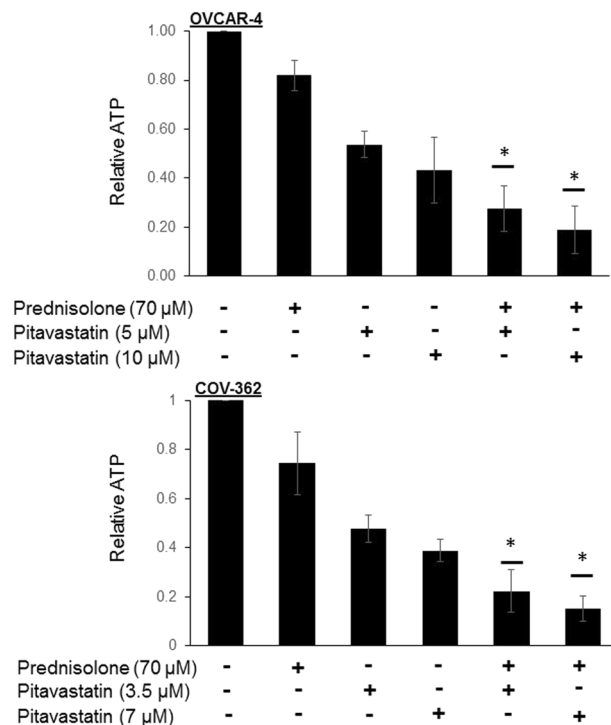 OVCAR-4
1.00
0.80
0.60
0.40
0.20
0.00
Relative ATP
* *
Prednisolone (70 µM) - + - - + +
Pitavastatin (5 µM) - - + - + -
Pitavastatin (10 µM) - - - + - +
COV-362
1
0.8
0.6
0.4
0.2
0
Relative ATP
* *
Prednisolone (70 µM) - + - - + +
Pitavastatin (3.5 µM) - - + - + -
Pitavastatin (7 µM) - - - + - +